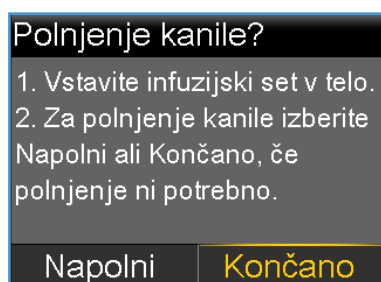 Polnjenje kanile?
1. Vstavite infuzijski set v telo.
2. Za polnjenje kanile izberite
Napolni ali Končano, če
polnjenje ni potrebno.
Napolni Končano